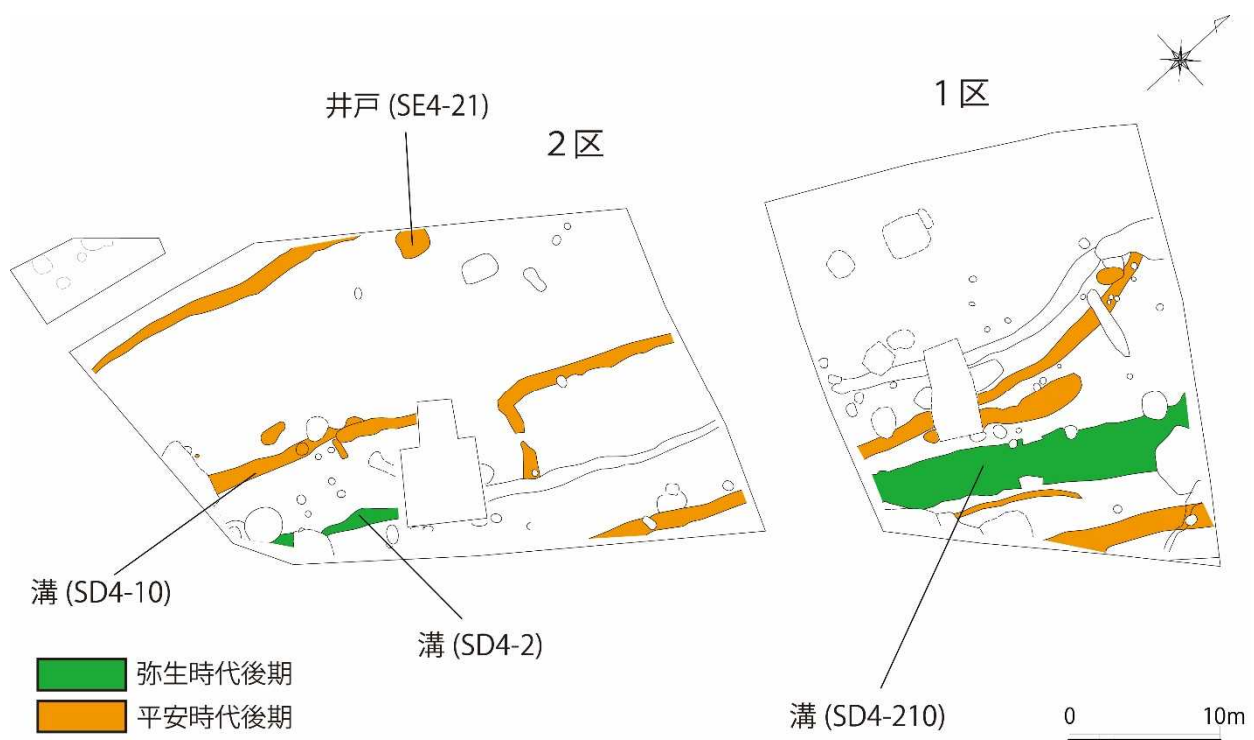 1区
井戸 (SE4-21)
2区
溝 (SD4-10)
溝 (SD4-2)
弥生時代後期
平安時代後期
溝 (SD4-210)
0 10m